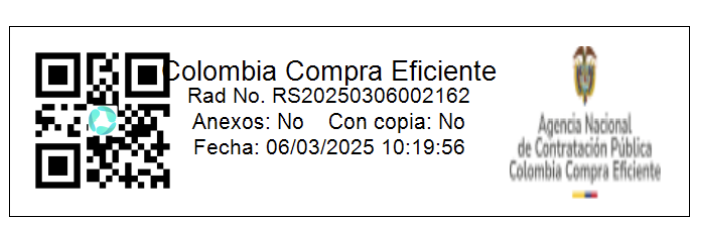 Colombia Compra Eficiente
Rad No. RS20250306002162
Anexos: No Con copia: No
Fecha: 06/03/2025 10:19:56
Agencia Nacional
de Contratación Pública
Colombia Compra Eficiente